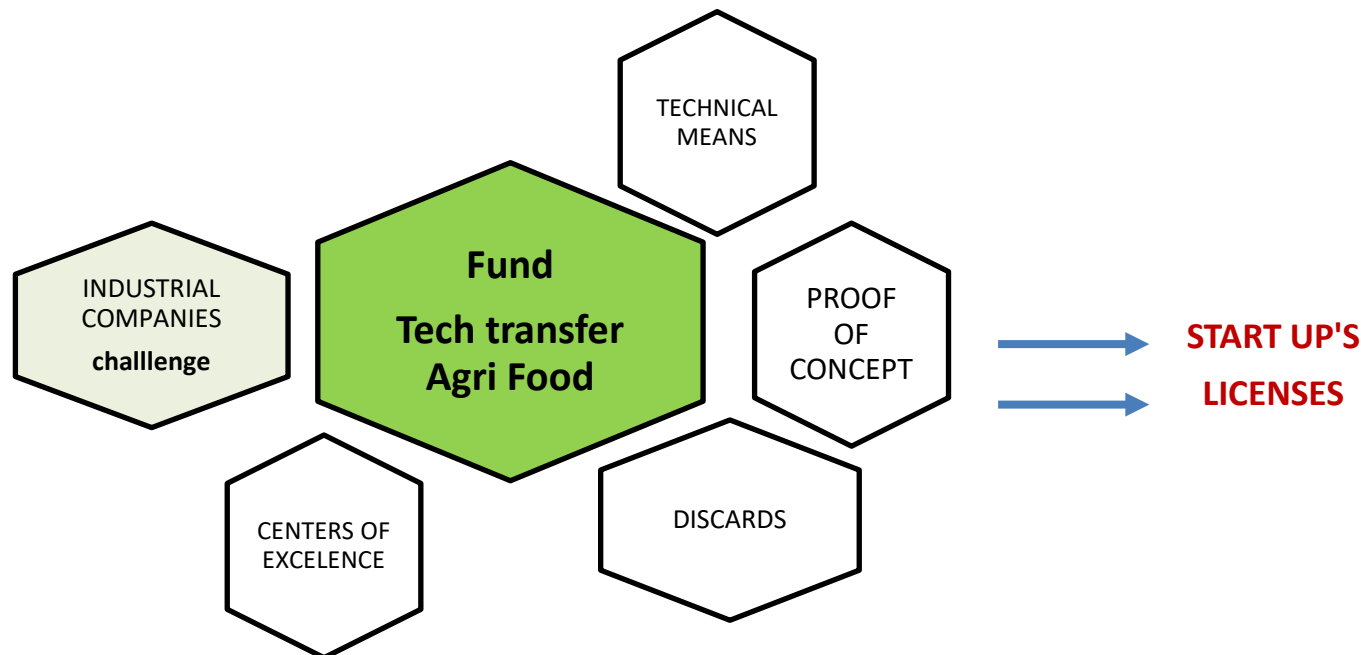 TECHNICAL
MEANS
Fund
Tech transfer
Agri Food
INDUSTRIAL
COMPANIES
challlenge
PROOF
OF
CONCEPT
START UP'S
LICENSES
CENTERS OF
EXCELENCE
DISCARDS